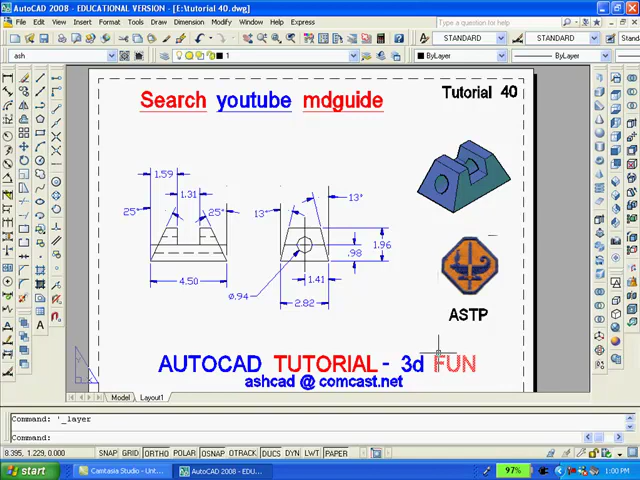 AutoCAD 2008 - EDUCATIONAL VERSION - [E:\Tutorial 40.dwg]
File Edit View Insert Format Tools Draw Dimension Modify Window Help Express
Type a question for help
STANDARD STANDARD Standard
ash 1 ByLayer ByLayer
Search youtube mdguide
Tutorial 40
1.59
1.31
25°
25°
13°
13°
1.96
.98
4.50
Ø.94
1.41
2.82
ASTP
AUTOCAD TUTORIAL - 3d FUN
ashcad @ comcast.net
Model Layout1
Command: '_layer
Command:
8.395, 1.229, 0.000 SNAP GRID ORTHO POLAR OSNAP OTRACK DUCS DYN LWT PAPER
start Camtasia Studio - Unt... AutoCAD 2008 - EDU... 97% 1:00 PM